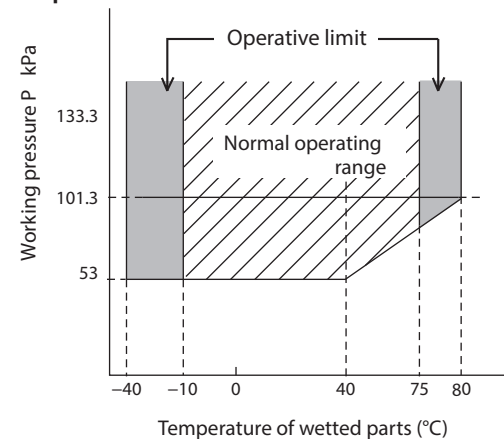 Operative limit
Working pressure P kPa
133.3
Normal operating
range
101.3
53
−40 −10 0 40 75 80
Temperature of wetted parts (°C)